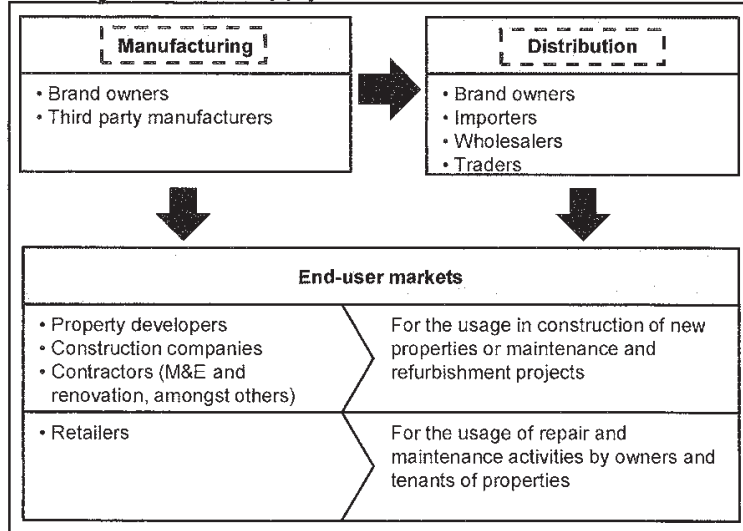 Manufacturing
• Brand owners
• Third party manufacturers
Distribution
• Brand owners
• Importers
• Wholesalers
• Traders
End-user markets
• Property developers
• Construction companies
• Contractors (M&E and
renovation, amongst others)
For the usage in construction of new
properties or maintenance and
refurbishment projects
• Retailers
For the usage of repair and
maintenance activities by owners and
tenants of properties